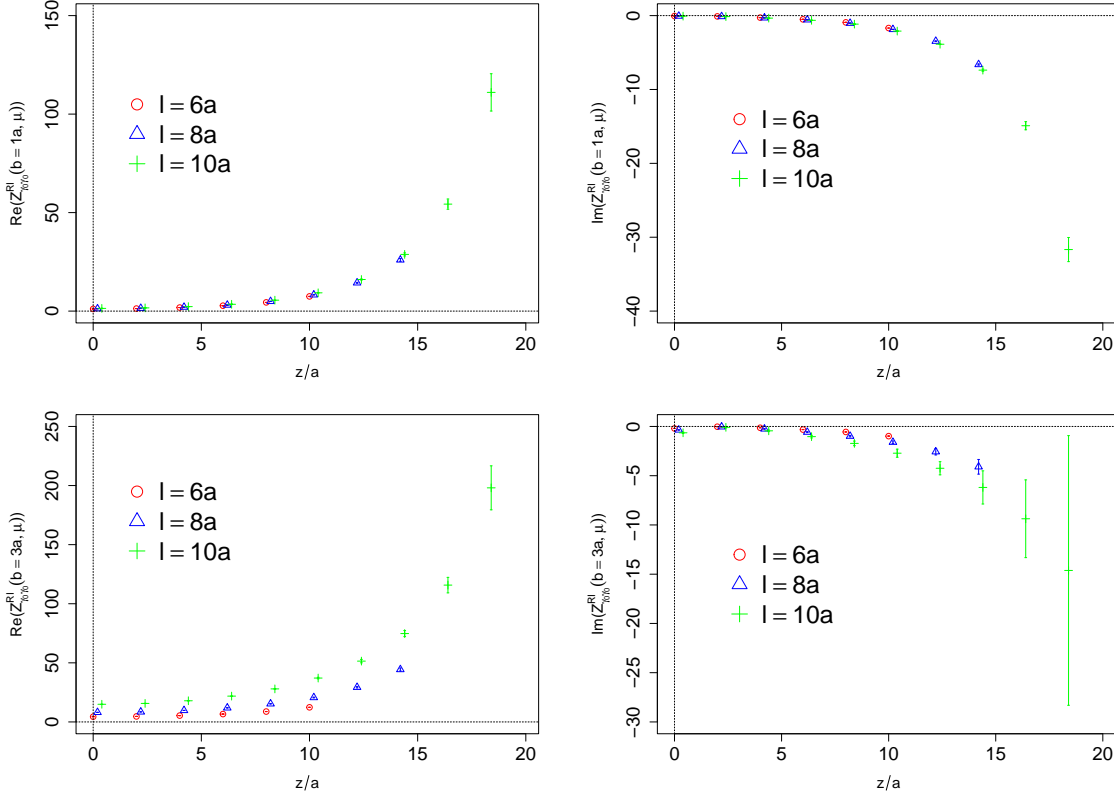 Re(Z^RI_γ₀γ₀(b = 1a, μ))
150
100
50
0
l = 6a
l = 8a
l = 10a
0 5 10 15 20
z/a
Im(Z^RI_γ₀γ₀(b = 1a, μ))
0
−10
−20
−30
−40
l = 6a
l = 8a
l = 10a
0 5 10 15 20
z/a
Re(Z^RI_γ₀γ₀(b = 3a, μ))
250
200
150
100
50
0
l = 6a
l = 8a
l = 10a
0 5 10 15 20
z/a
Im(Z^RI_γ₀γ₀(b = 3a, μ))
0
−5
−10
−15
−20
−25
−30
l = 6a
l = 8a
l = 10a
0 5 10 15 20
z/a